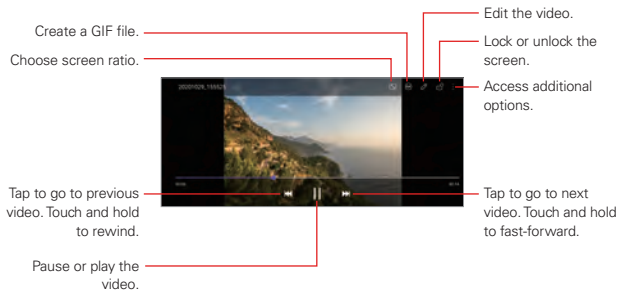 Create a GIF file.
Choose screen ratio.
Edit the video.
Lock or unlock the
screen.
Access additional
options.
Tap to go to previous
video. Touch and hold
to rewind.
Pause or play the
video.
Tap to go to next
video. Touch and hold
to fast-forward.